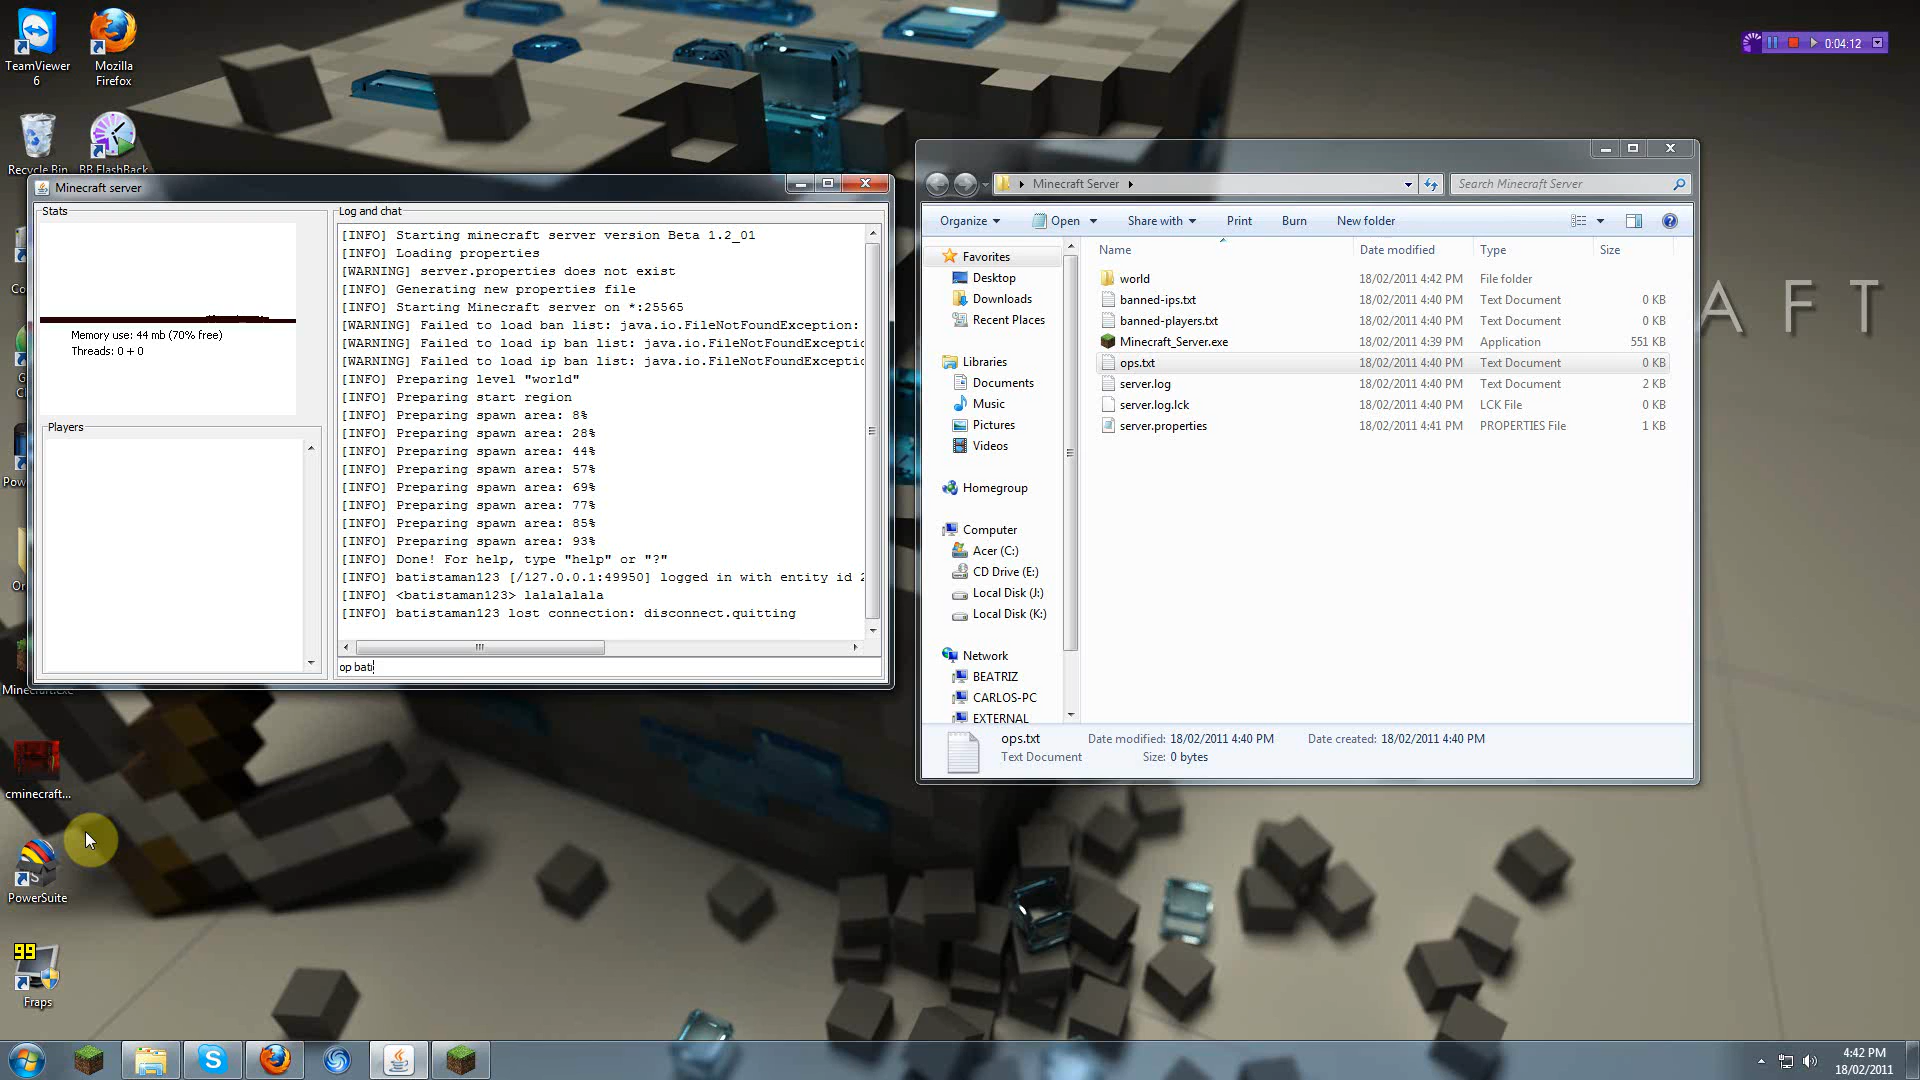 TeamViewer 6
Mozilla Firefox
Recycle Bin
BB FlashBack
0:04:12
Minecraft server
Stats
Memory use: 44 mb (70% free)
Threads: 0 + 0
Players
Log and chat
[INFO] Starting minecraft server version Beta 1.2_01
[INFO] Loading properties
[WARNING] server.properties does not exist
[INFO] Generating new properties file
[INFO] Starting Minecraft server on *:25565
[WARNING] Failed to load ban list: java.io.FileNotFoundException:
[WARNING] Failed to load ip ban list: java.io.FileNotFoundExceptio
[WARNING] Failed to load ip ban list: java.io.FileNotFoundExceptio
[INFO] Preparing level "world"
[INFO] Preparing start region
[INFO] Preparing spawn area: 8%
[INFO] Preparing spawn area: 28%
[INFO] Preparing spawn area: 44%
[INFO] Preparing spawn area: 57%
[INFO] Preparing spawn area: 69%
[INFO] Preparing spawn area: 77%
[INFO] Preparing spawn area: 85%
[INFO] Preparing spawn area: 93%
[INFO] Done! For help, type "help" or "?"
[INFO] batistaman123 [/127.0.0.1:49950] logged in with entity id 2
[INFO] <batistaman123> lalalalala
[INFO] batistaman123 lost connection: disconnect.quitting
op bati
Minecraft Server
Search Minecraft Server
Organize Open Share with Print Burn New folder
Favorites
Desktop
Downloads
Recent Places
Libraries
Documents
Music
Pictures
Videos
Homegroup
Computer
Acer (C:)
CD Drive (E:)
Local Disk (J:)
Local Disk (K:)
Network
BEATRIZ
CARLOS-PC
EXTERNAL
Name Date modified Type Size
world 18/02/2011 4:42 PM File folder
banned-ips.txt 18/02/2011 4:40 PM Text Document 0 KB
banned-players.txt 18/02/2011 4:40 PM Text Document 0 KB
Minecraft_Server.exe 18/02/2011 4:39 PM Application 551 KB
ops.txt 18/02/2011 4:40 PM Text Document 0 KB
server.log 18/02/2011 4:40 PM Text Document 2 KB
server.log.lck 18/02/2011 4:40 PM LCK File 0 KB
server.properties 18/02/2011 4:41 PM PROPERTIES File 1 KB
ops.txt Date modified: 18/02/2011 4:40 PM Date created: 18/02/2011 4:40 PM
Text Document Size: 0 bytes
AFT
Minecraft.exe
cminecraft...
PowerSuite
99
Fraps
4:42 PM
18/02/2011